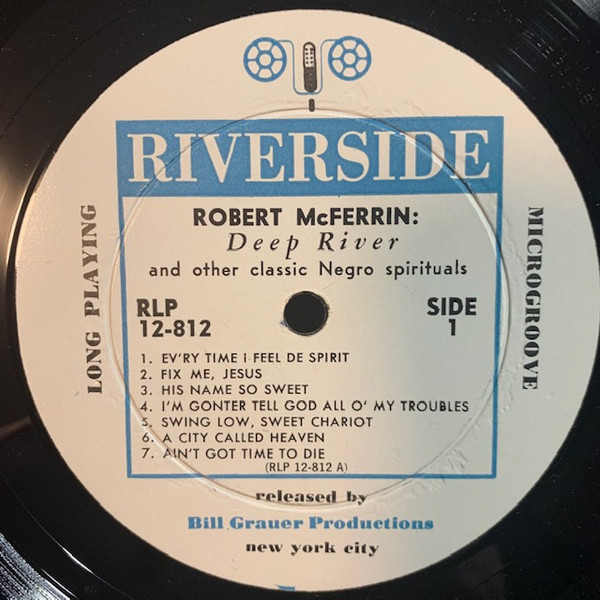 RIVERSIDE
ROBERT McFERRIN:
Deep River
and other classic Negro spirituals
LONG PLAYING
MICROGROOVE
RLP
12-812
SIDE
1
1. EV'RY TIME I FEEL DE SPIRIT
2. FIX ME, JESUS
3. HIS NAME SO SWEET
4. I'M GONTER TELL GOD ALL O' MY TROUBLES
5. SWING LOW, SWEET CHARIOT
6. A CITY CALLED HEAVEN
7. AIN'T GOT TIME TO DIE
(RLP 12-812 A)
released by
Bill Grauer Productions
new york city